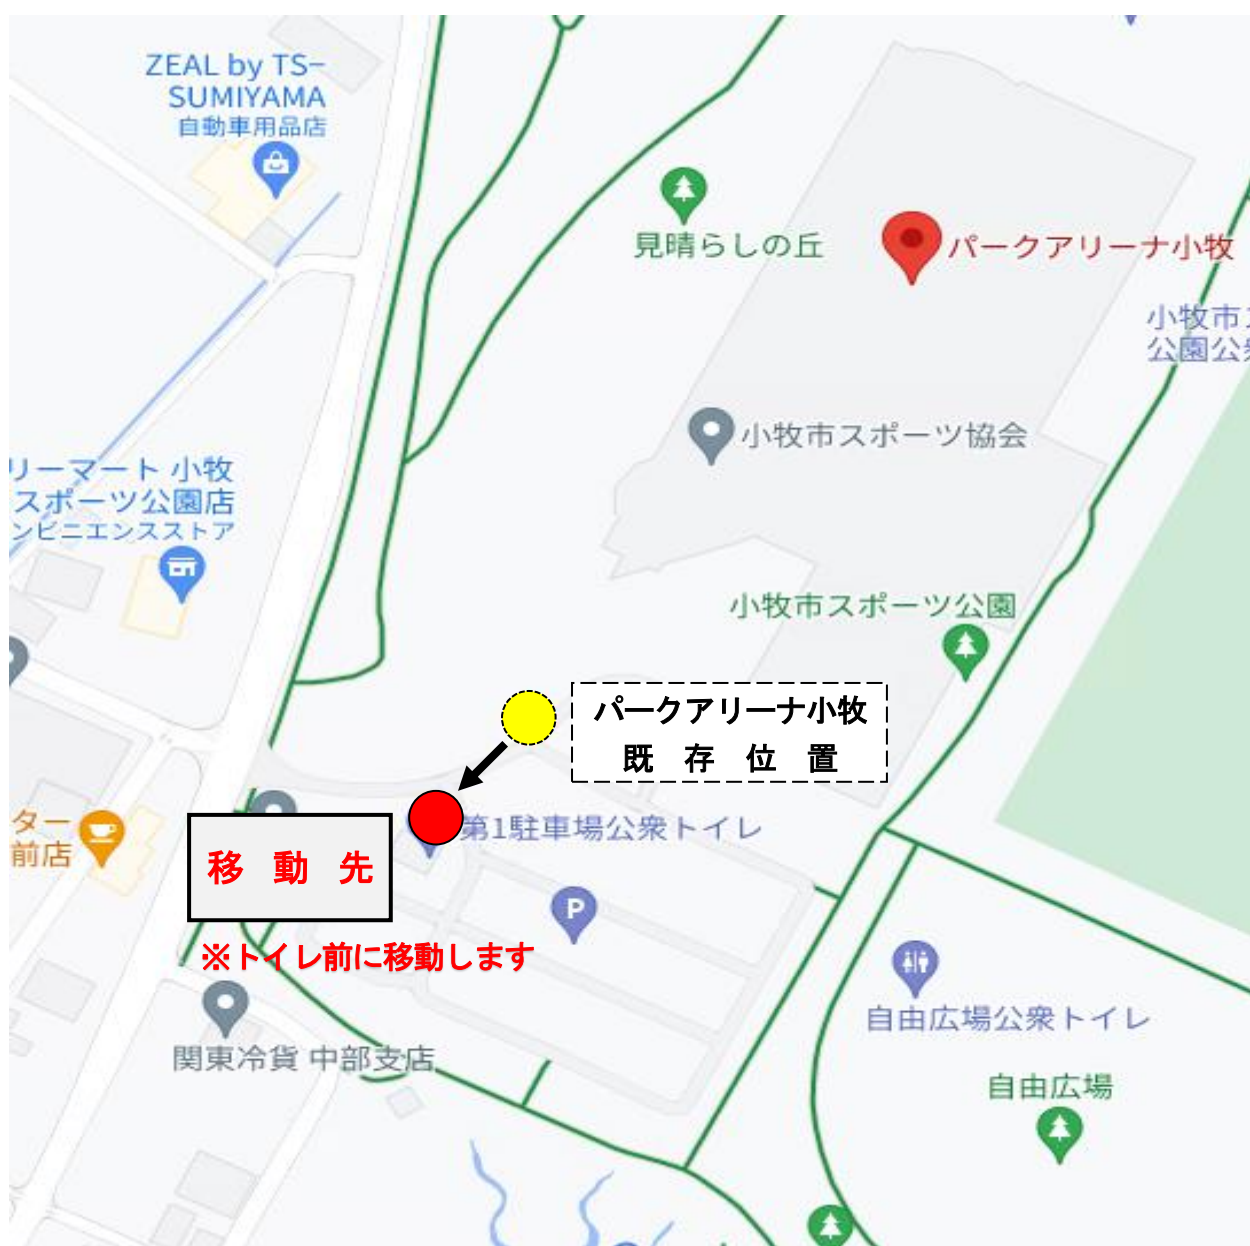 ZEAL by TS-
SUMIYAMA
自動車用品店
見晴らしの丘
パークアリーナ小牧
小牧市ス
公園公衆
小牧市スポーツ協会
リーマート 小牧
スポーツ公園店
ンビニエンスストア
小牧市スポーツ公園
パークアリーナ小牧
既 存 位 置
ター
前店
第1駐車場公衆トイレ
移 動 先
P
※トイレ前に移動します
自由広場公衆トイレ
関東冷貨 中部支店
自由広場